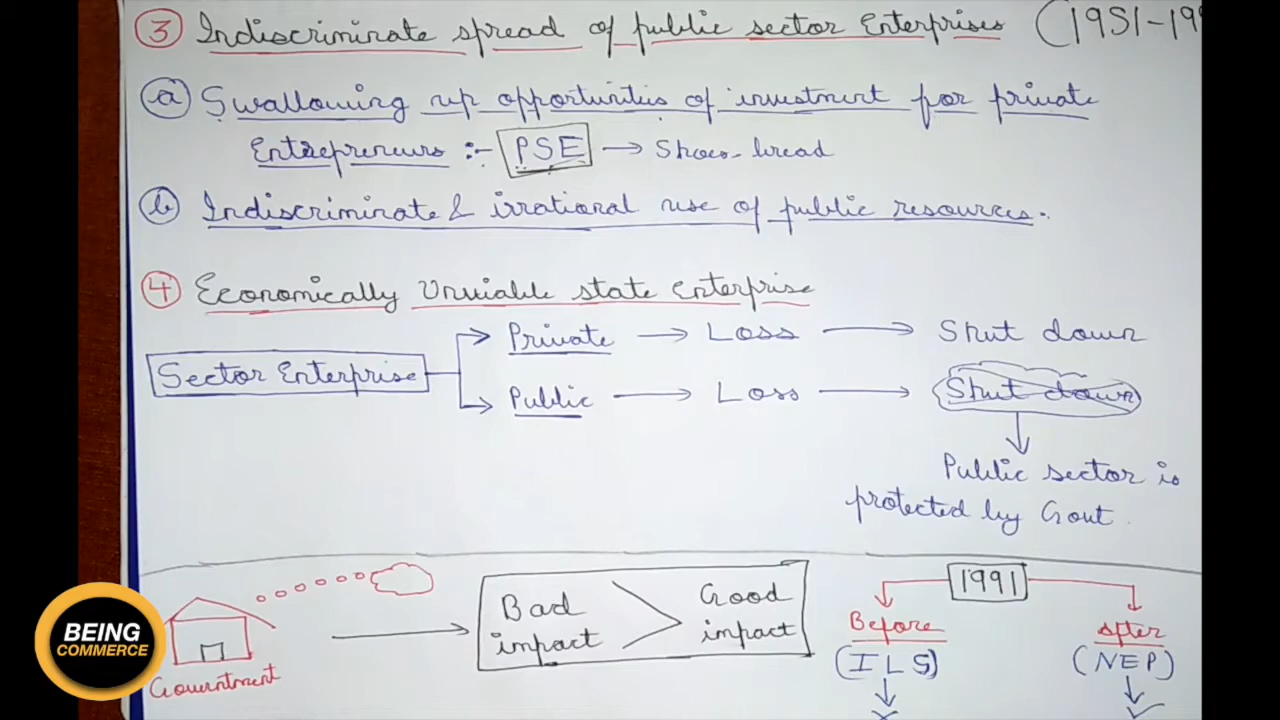 ③ Indiscriminate spread of public sector Enterprises (1951-19
ⓐ Swallowing up opportunities of investment for private
Entrepreneurs :- PSE → Shoes-bread
ⓑ Indiscriminate & irrational use of public resources.
④ Economically Unviable state Enterprise
Sector Enterprise
Private → Loss → Shut down
Public → Loss → Shut down
Public sector is
protected by Govt.
Government
Bad impact > Good impact
1991
Before
(ILS)
After
(NEP)
BEING
COMMERCE